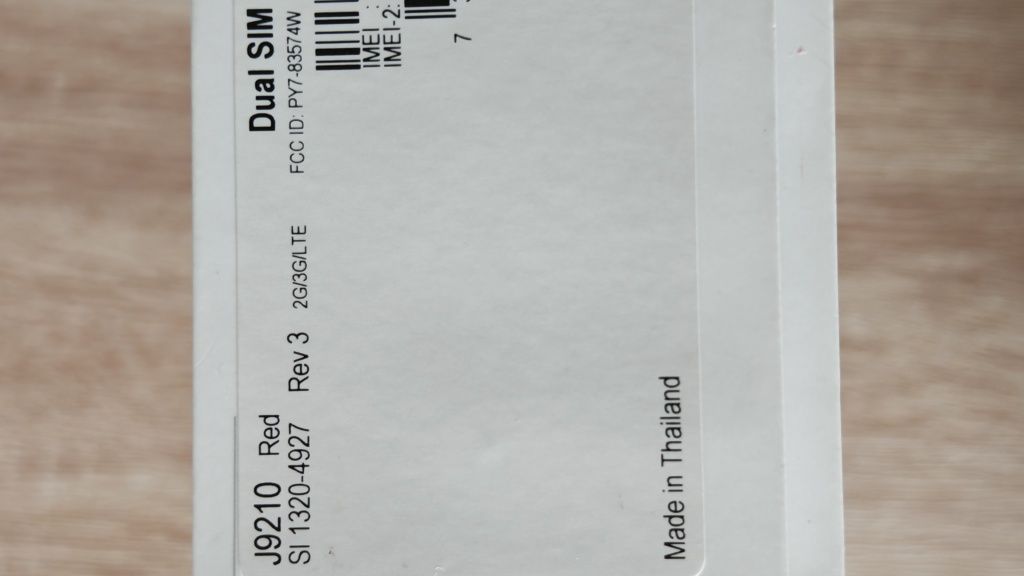 J9210 Red Dual SIM
SI 1320-4927 Rev 3 2G/3G/LTE FCC ID: PY7-83574W
IMEI
IMEI-2:
7
Made in Thailand